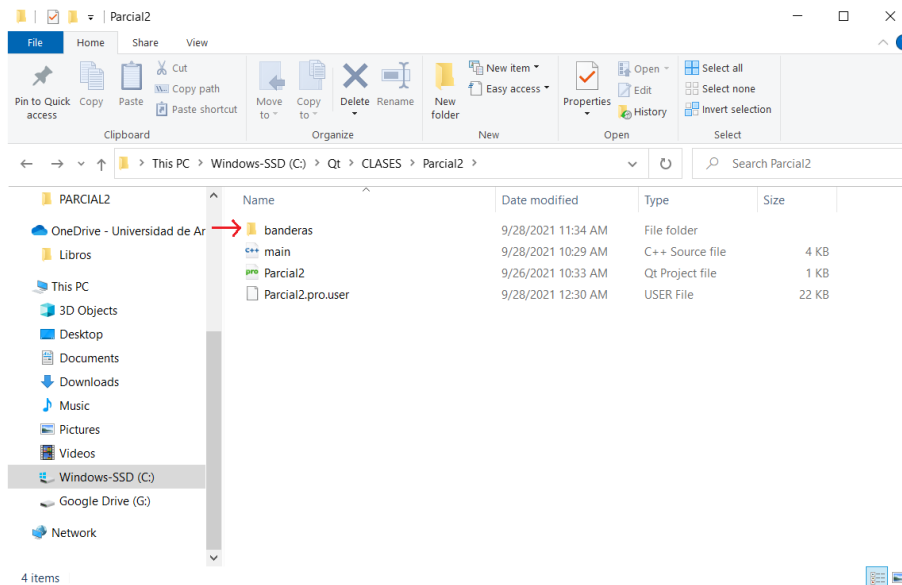 Parcial2
File Home Share View
Pin to Quick access
Copy
Paste
Cut
Copy path
Paste shortcut
Clipboard
Move to
Copy to
Delete
Rename
Organize
New folder
New item
Easy access
New
Properties
Open
Edit
History
Open
Select all
Select none
Invert selection
Select
This PC > Windows-SSD (C:) > Qt > CLASES > Parcial2 >
Search Parcial2
PARCIAL2
OneDrive - Universidad de Ar
Libros
This PC
3D Objects
Desktop
Documents
Downloads
Music
Pictures
Videos
Windows-SSD (C:)
Google Drive (G:)
Network
Name Date modified Type Size
banderas 9/28/2021 11:34 AM File folder
C++ main 9/28/2021 10:29 AM C++ Source file 4 KB
pro Parcial2 9/26/2021 10:33 AM Qt Project file 1 KB
Parcial2.pro.user 9/28/2021 12:30 AM USER File 22 KB
4 items